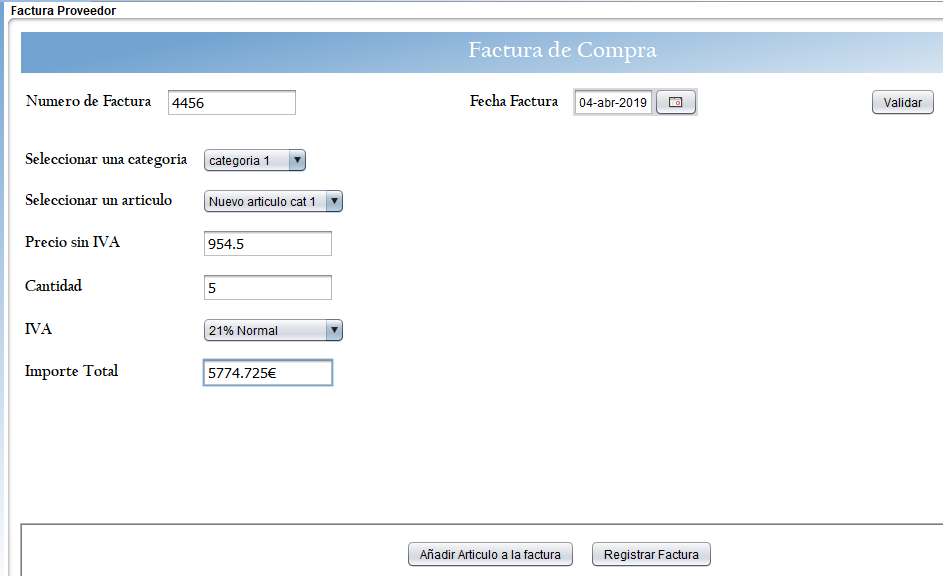 Factura Proveedor
Factura de Compra
Numero de Factura 4456 Fecha Factura 04-abr-2019 Validar
Seleccionar una categoria categoria 1
Seleccionar un articulo Nuevo articulo cat 1
Precio sin IVA 954.5
Cantidad 5
IVA 21% Normal
Importe Total 5774.725€
Añadir Articulo a la factura Registrar Factura